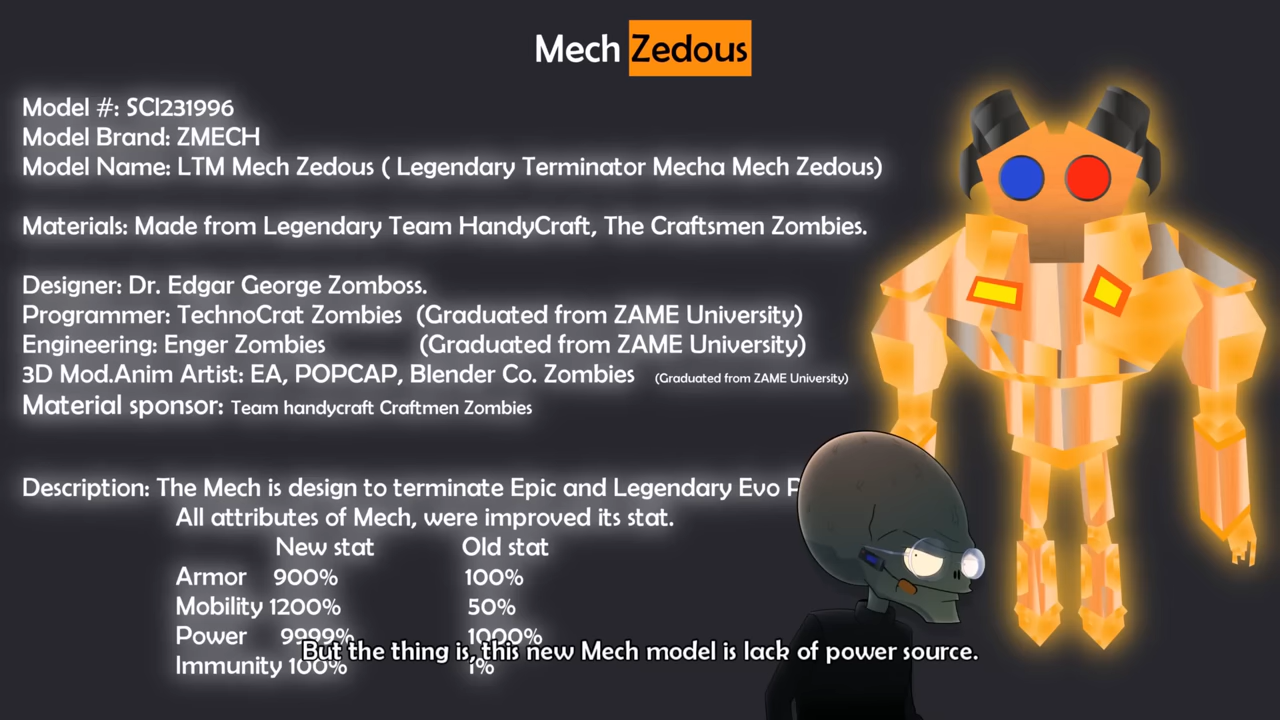 Mech Zedous
Model #: SCI231996
Model Brand: ZMECH
Model Name: LTM Mech Zedous ( Legendary Terminator Mecha Mech Zedous)
Materials: Made from Legendary Team HandyCraft, The Craftsmen Zombies.
Designer: Dr. Edgar George Zomboss.
Programmer: TechnoCrat Zombies (Graduated from ZAME University)
Engineering: Enger Zombies (Graduated from ZAME University)
3D Mod.Anim Artist: EA, POPCAP, Blender Co. Zombies (Graduated from ZAME University)
Material sponsor: Team handycraft Craftmen Zombies
Description: The Mech is design to terminate Epic and Legendary Evo
All attributes of Mech, were improved its stat.
New stat Old stat
Armor 900% 100%
Mobility 1200% 50%
Power 9999% 1000%
Immunity 100% 1%
But the thing is, this new Mech model is lack of power source.